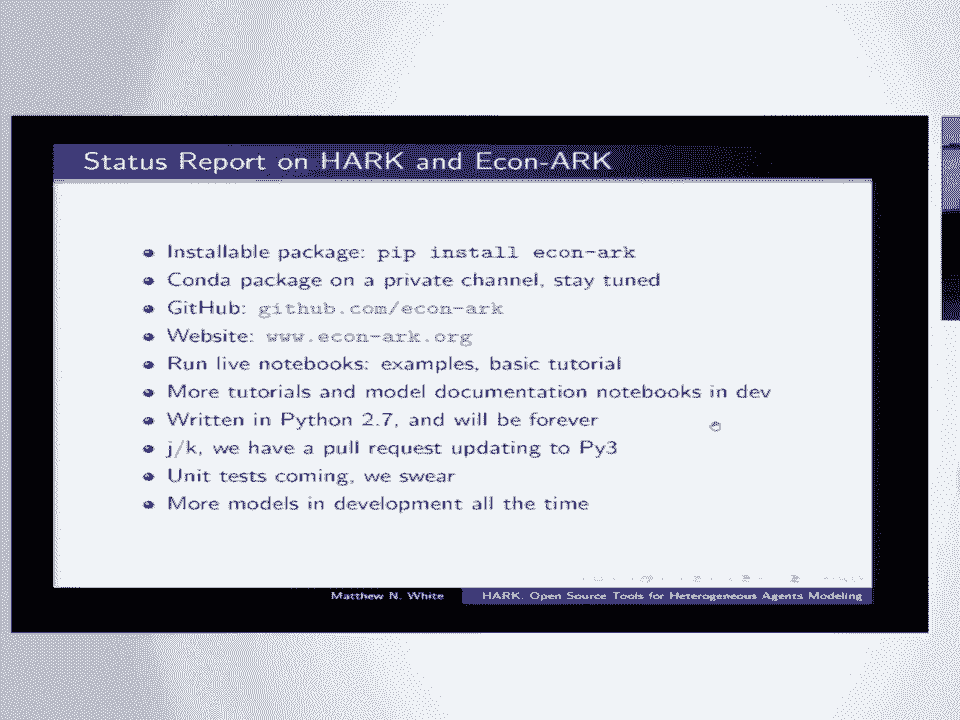 Status Report on HARK and Econ-ARK
Installable package: pip install econ-ark
Conda package on a private channel, stay tuned
GitHub: github.com/econ-ark
Website: www.econ-ark.org
Run live notebooks: examples, basic tutorial
More tutorials and model documentation notebooks in dev
Written in Python 2.7, and will be forever
j/k, we have a pull request updating to Py3
Unit tests coming, we swear
More models in development all the time
Matthew N. White
HARK. Open Source Tools for Heterogeneous Agents Modeling